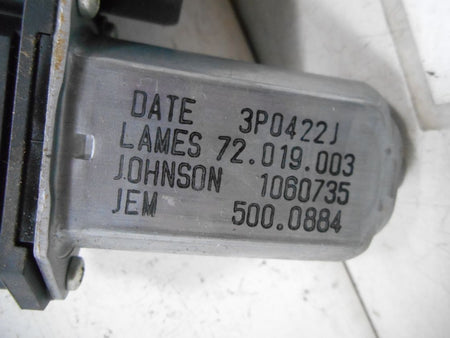 DATE 3P0422J
LAMES 72.019.003
JOHNSON 1060735
JEM 500.0884